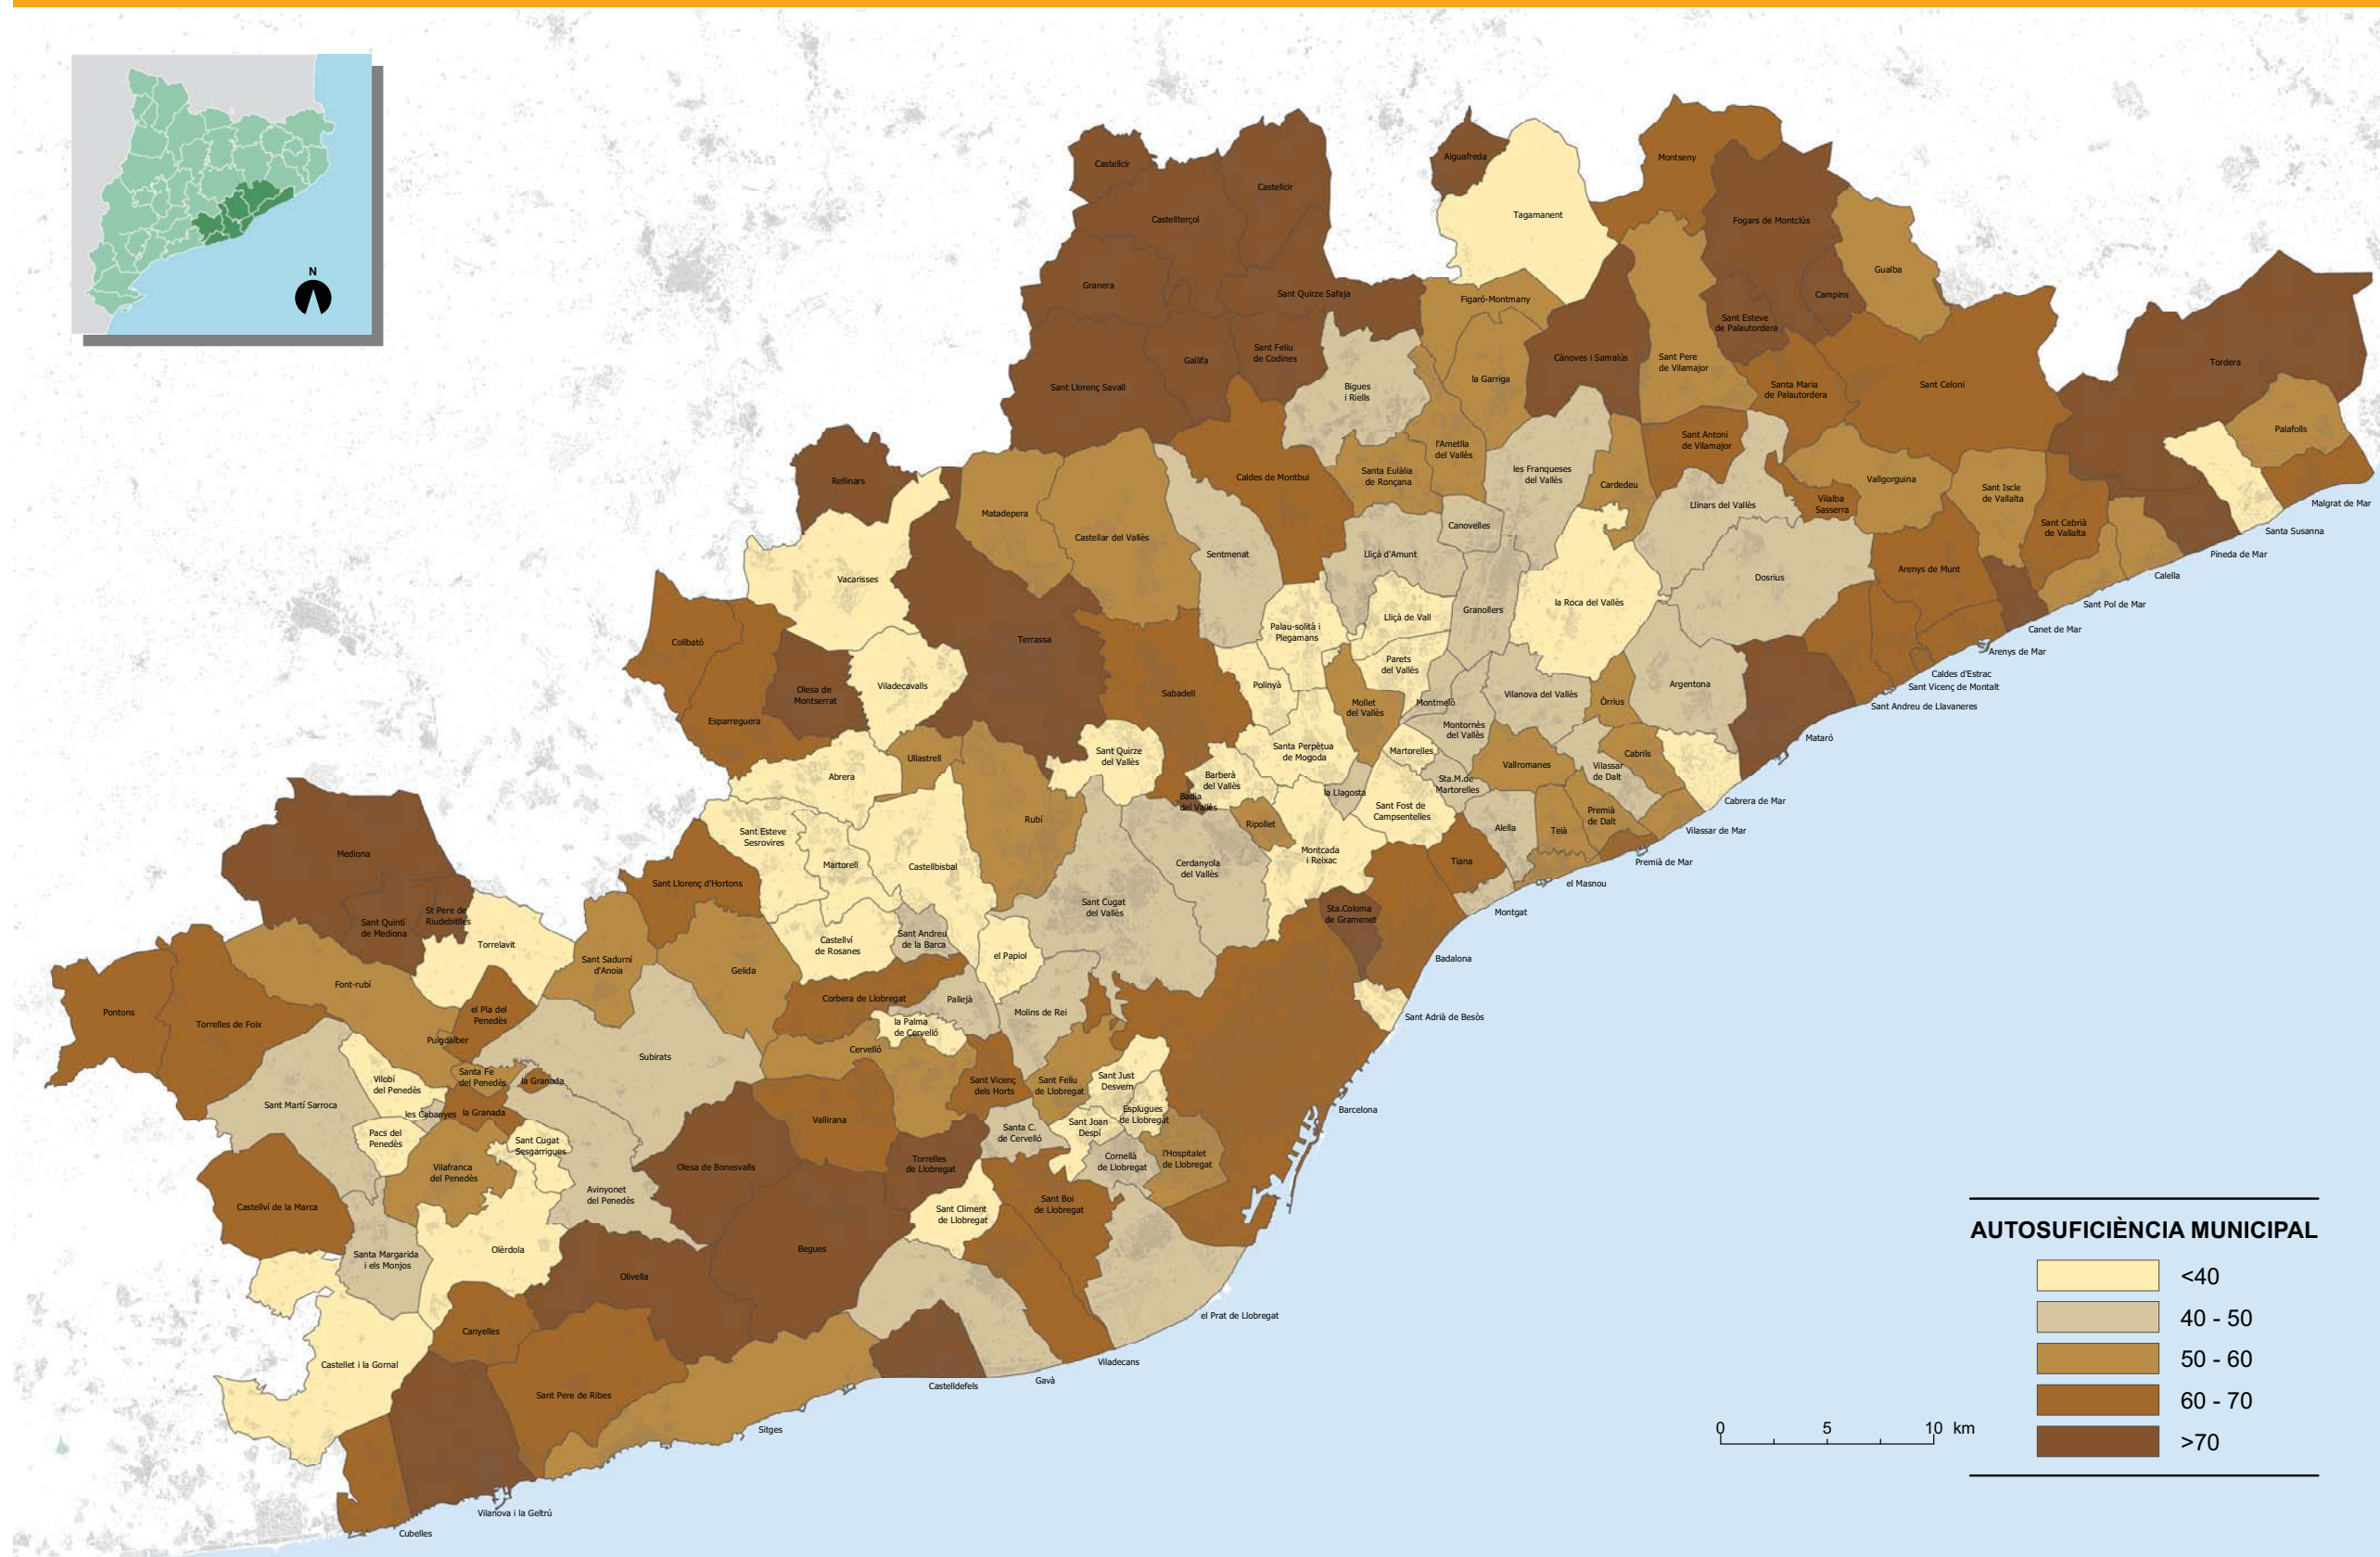 N
Castellcir
Castellcir
Castellterçol
Granera
Sant Quirze Safaja
Sant Llorenç Savall
Gallifa
Sant Feliu
de Codines
Aiguafreda
Tagamanent
Montseny
Fogars de Montclús
Gualba
Campins
Sant Esteve
de Palautordera
Figaró-Montmany
la Garriga
Cànoves i Samalús
Sant Pere
de Vilamajor
Bigues
i Riells
Santa Maria
de Palautordera
Sant Celoni
Tordera
Palafolls
Malgrat de Mar
Santa Susanna
Pineda de Mar
Calella
Sant Pol de Mar
Canet de Mar
Arenys de Mar
Caldes d'Estrac
Sant Vicenç de Montalt
Sant Andreu de Llavaneres
Mataró
Rellinars
Matadepera
Castellar del Vallès
Caldes de Montbui
Santa Eulàlia
de Ronçana
l'Ametlla
del Vallès
les Franqueses
del Vallès
Cardedeu
Sant Antoni
de Vilamajor
Llinars del Vallès
Vilalba
Sasserra
Vallgorguina
Sant Iscle
de Vallalta
Sant Cebrià
de Vallalta
Arenys de Munt
Dosrius
Canovelles
Lliçà d'Amunt
Sentmenat
Vacarisses
Collbató
Esparreguera
Olesa de
Montserrat
Viladecavalls
Terrassa
Sabadell
Palau-solità i
Plegamans
Lliçà de Vall
Granollers
la Roca del Vallès
Parets
del Vallès
Polinyà
Mollet
del Vallès
Montmeló
Vilanova del Vallès
Òrrius
Argentona
Montornès
del Vallès
Sant Quirze
del Vallès
Santa Perpètua
de Mogoda
Martorelles
Vallromanes
Vilassar
de Dalt
Cabrils
Cabrera de Mar
Ullastrell
Abrera
Barberà
del Vallès
Badia
del Vallès
la Llagosta
Sta.M.de
Martorelles
Sant Fost de
Campsentelles
Premià
de Dalt
Teià
Alella
Vilassar de Mar
Premià de Mar
el Masnou
Montgat
Tiana
Ripollet
Rubí
Sant Esteve
Sesrovires
Martorell
Castellbisbal
Cerdanyola
del Vallès
Montcada
i Reixac
Mediona
Sant Llorenç d'Hortons
Sant Cugat
del Vallès
Sta.Coloma
de Gramenet
Badalona
Sant Quintí
de Mediona
St Pere de
Riudebitlles
Torrelavit
Sant Sadurní
d'Anoia
Gelida
Castellví
de Rosanes
Sant Andreu
de la Barca
el Papiol
Corbera de Llobregat
Pallejà
Molins de Rei
Sant Adrià de Besòs
Font-rubí
Pontons
Torrelles de Foix
el Pla del
Penedès
Puigdàlber
la Palma
de Cervelló
Cervelló
Subirats
Santa Fe
del Penedès
la Granada
Vilobí
del Penedès
Sant Martí Sarroca
les Cabanyes
la Granada
Pacs del
Penedès
Sant Cugat
Sesgarrigues
Vilafranca
del Penedès
Vallirana
Sant Vicenç
dels Horts
Sant Feliu
de Llobregat
Sant Just
Desvern
Esplugues
de Llobregat
Sant Joan
Despí
Santa C.
de Cervelló
Cornellà
de Llobregat
l'Hospitalet
de Llobregat
Barcelona
Olesa de Bonesvalls
Torrelles
de Llobregat
Avinyonet
del Penedès
Castellví de la Marca
Sant Climent
de Llobregat
Sant Boi
de Llobregat
Santa Margarida
i els Monjos
Olèrdola
Begues
Olivella
Canyelles
Castellet i la Gornal
Sant Pere de Ribes
el Prat de Llobregat
Viladecans
Gavà
Castelldefels
Sitges
Vilanova i la Geltrú
Cubelles
AUTOSUFICIÈNCIA MUNICIPAL
<40
40 - 50
50 - 60
60 - 70
>70
0 5 10 km